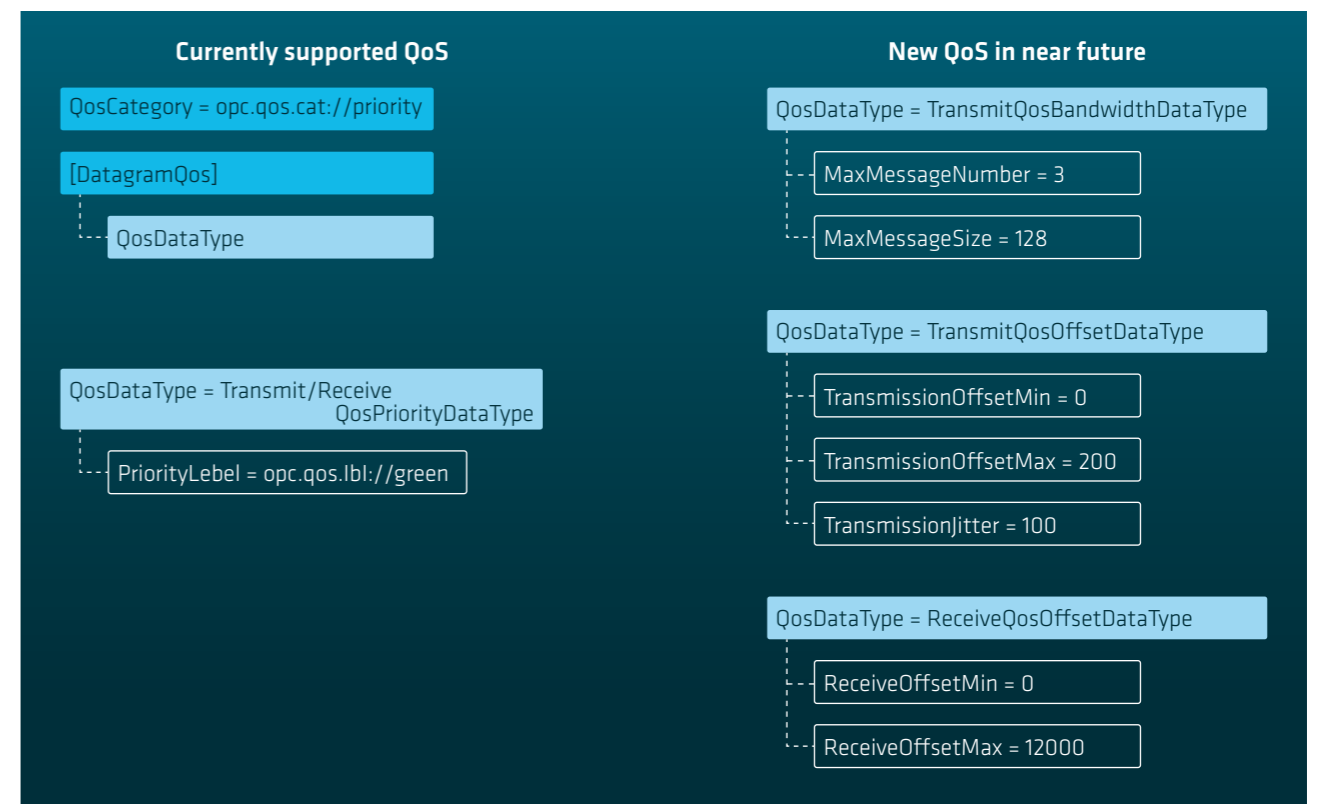 Currently supported QoS
QosCategory = opc.qos.cat://priority
[DatagramQos]
QosDataType
QosDataType = Transmit/Receive
QosPriorityDataType
PriorityLebel = opc.qos.lbl://green
New QoS in near future
QosDataType = TransmitQosBandwidthDataType
MaxMessageNumber = 3
MaxMessageSize = 128
QosDataType = TransmitQosOffsetDataType
TransmissionOffsetMin = 0
TransmissionOffsetMax = 200
TransmissionJitter = 100
QosDataType = ReceiveQosOffsetDataType
ReceiveOffsetMin = 0
ReceiveOffsetMax = 12000